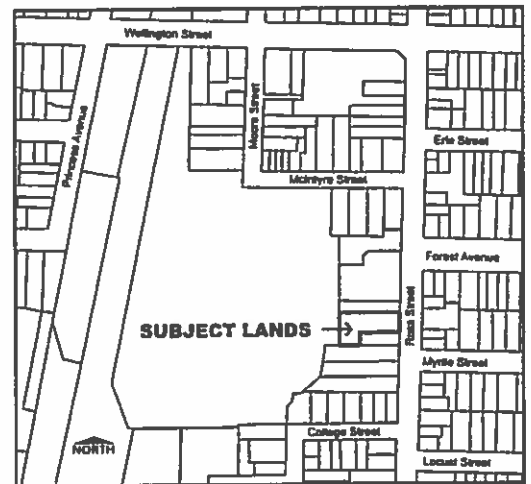 Wellington Street
Princess Avenue
Moore Street
Erie Street
McIntyre Street
Forest Avenue
Ross Street
SUBJECT LANDS
Myrtle Street
College Street
NORTH
Locust Street